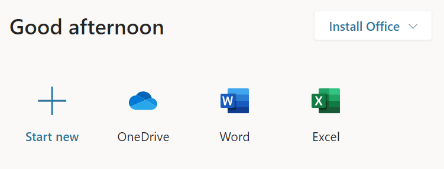 Good afternoon
Install Office
Start new
OneDrive
Word
Excel